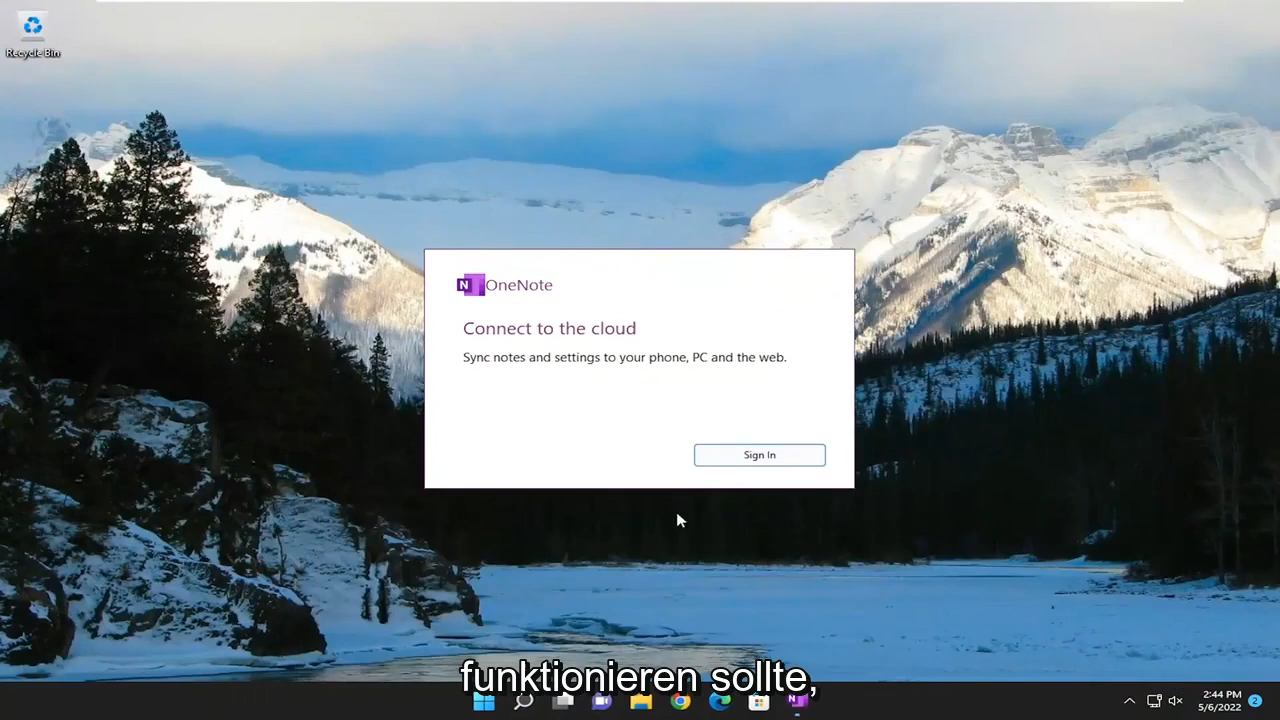 Recycle Bin
N OneNote
Connect to the cloud
Sync notes and settings to your phone, PC and the web.
Sign In
funktionieren sollte,
N
2:44 PM
5/6/2022
2